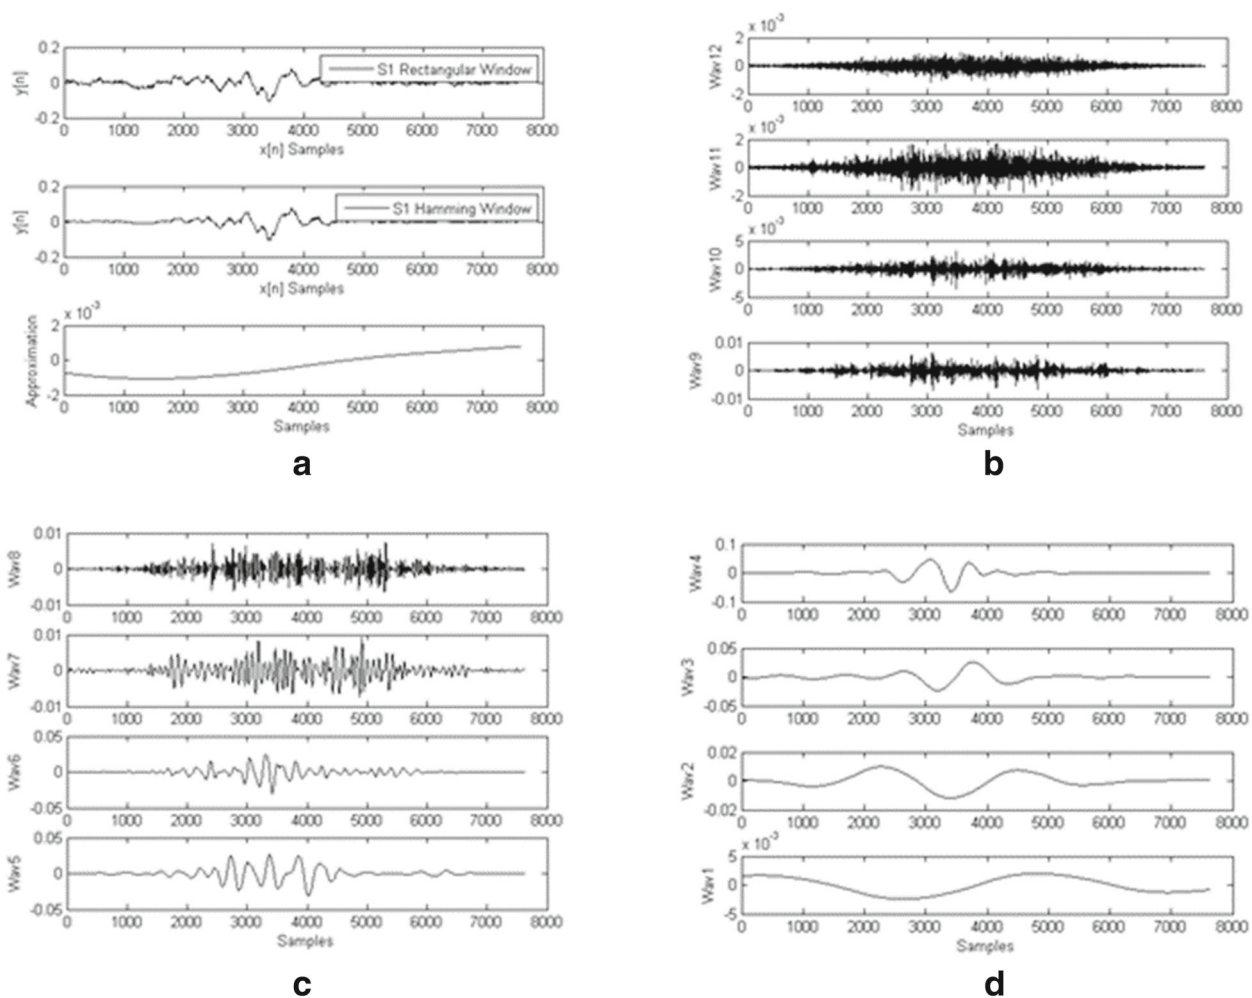 0.2
0
-0.2
y[n]
S1 Rectangular Window
0 1000 2000 3000 4000 5000 6000 7000 8000
x[n] Samples
0.2
0
-0.2
y[n]
S1 Hamming Window
0 1000 2000 3000 4000 5000 6000 7000 8000
x[n] Samples
x 10⁻³
2
0
-2
Approximation
0 1000 2000 3000 4000 5000 6000 7000 8000
Samples
a
x 10⁻³
2
0
-2
Wav12
0 1000 2000 3000 4000 5000 6000 7000 8000
x 10⁻³
2
0
-2
Wav11
0 1000 2000 3000 4000 5000 6000 7000 8000
x 10⁻³
5
0
-5
Wav10
0 1000 2000 3000 4000 5000 6000 7000 8000
0.01
0
-0.01
Wav9
0 1000 2000 3000 4000 5000 6000 7000 8000
Samples
b
0.01
0
-0.01
Wav8
0 1000 2000 3000 4000 5000 6000 7000 8000
0.01
0
-0.01
Wav7
0 1000 2000 3000 4000 5000 6000 7000 8000
0.05
0
-0.05
Wav6
0 1000 2000 3000 4000 5000 6000 7000 8000
0.05
0
-0.05
Wav5
0 1000 2000 3000 4000 5000 6000 7000 8000
Samples
c
0.1
0
-0.1
Wav4
0 1000 2000 3000 4000 5000 6000 7000 8000
0.05
0
-0.05
Wav3
0 1000 2000 3000 4000 5000 6000 7000 8000
0.02
0
-0.02
Wav2
0 1000 2000 3000 4000 5000 6000 7000 8000
x 10⁻³
5
0
-5
Wav1
0 1000 2000 3000 4000 5000 6000 7000 8000
Samples
d